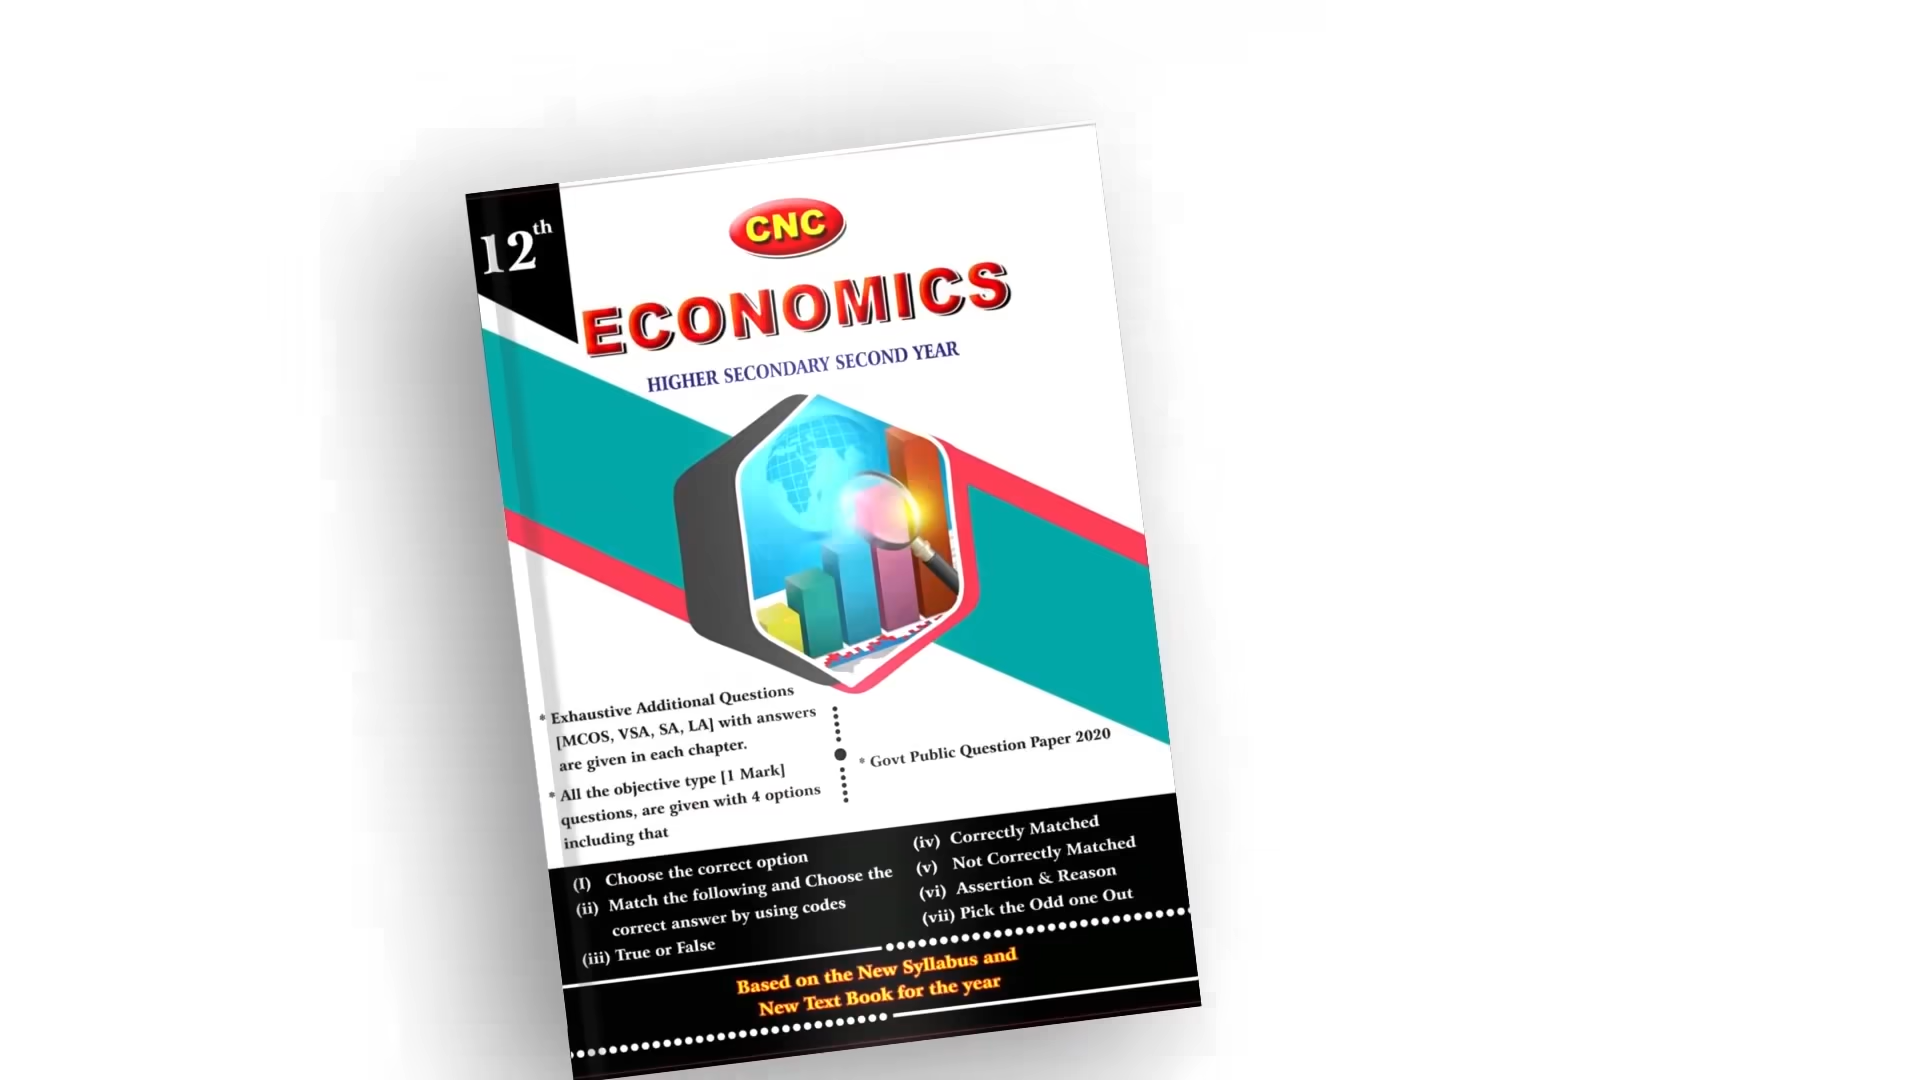 12th
CNC
ECONOMICS
HIGHER SECONDARY SECOND YEAR
* Exhaustive Additional Questions
[MCOS, VSA, SA, LA] with answers
are given in each chapter.
* All the objective type [1 Mark]
questions, are given with 4 options
including that
* Govt Public Question Paper 2020
(I) Choose the correct option
(ii) Match the following and Choose the
correct answer by using codes
(iii) True or False
(iv) Correctly Matched
(v) Not Correctly Matched
(vi) Assertion & Reason
(vii) Pick the Odd one Out
Based on the New Syllabus and
New Text Book for the year